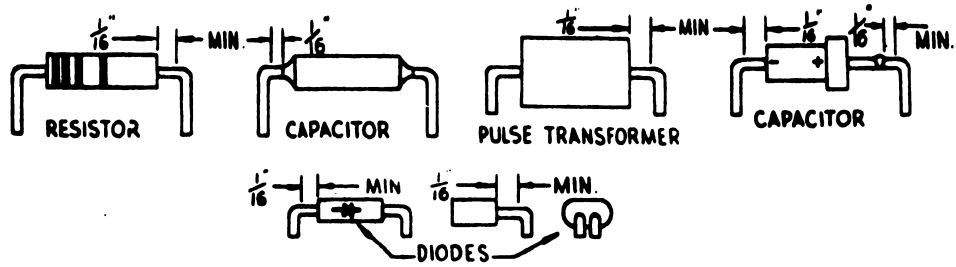 1/16" MIN. 1/16" 1/16" MIN 1/16" 1/16" MIN.
- +
RESISTOR CAPACITOR PULSE TRANSFORMER CAPACITOR
1/16" MIN 1/16" MIN.
DIODES